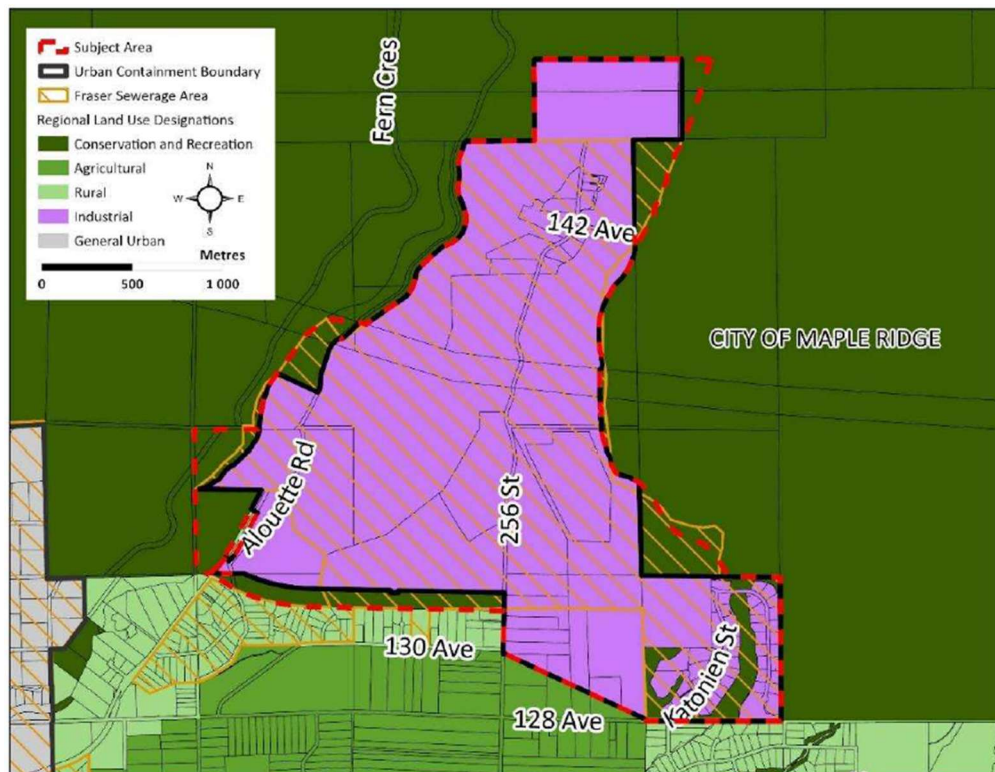 Subject Area
Urban Containment Boundary
Fraser Sewerage Area
Regional Land Use Designations
Conservation and Recreation
Agricultural
Rural
Industrial
General Urban
N
W
E
S
Metres
0 500 1 000
Fern Cres
142 Ave
CITY OF MAPLE RIDGE
Alouette Rd
256 St
130 Ave
Katonien St
128 Ave